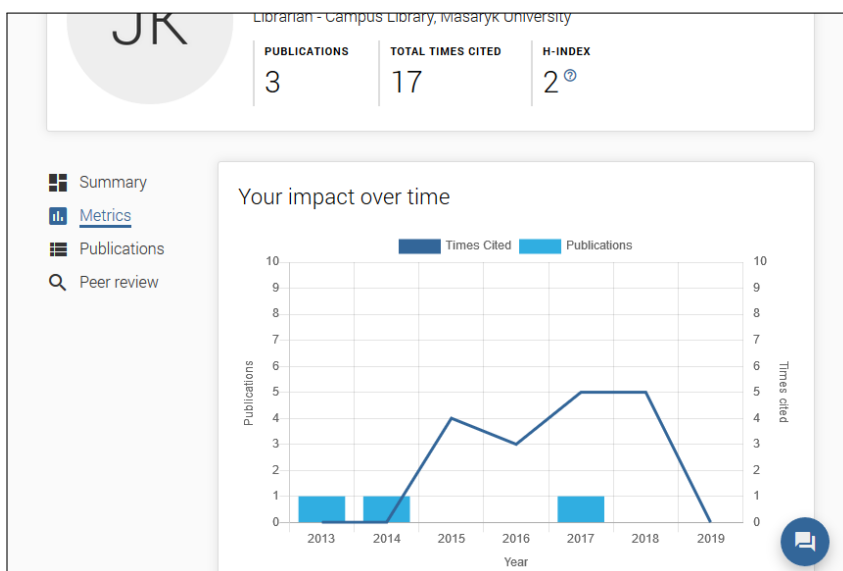 JK
Librarian - Campus Library, Masaryk University
PUBLICATIONS TOTAL TIMES CITED H-INDEX
3 17 2 ?
Summary
Metrics
Publications
Peer review
Your impact over time
Times Cited Publications
10 10
9 9
8 8
7 7
6 6
5 5
4 4
3 3
2 2
1 1
0 0
Publications
Times cited
2013 2014 2015 2016 2017 2018 2019
Year